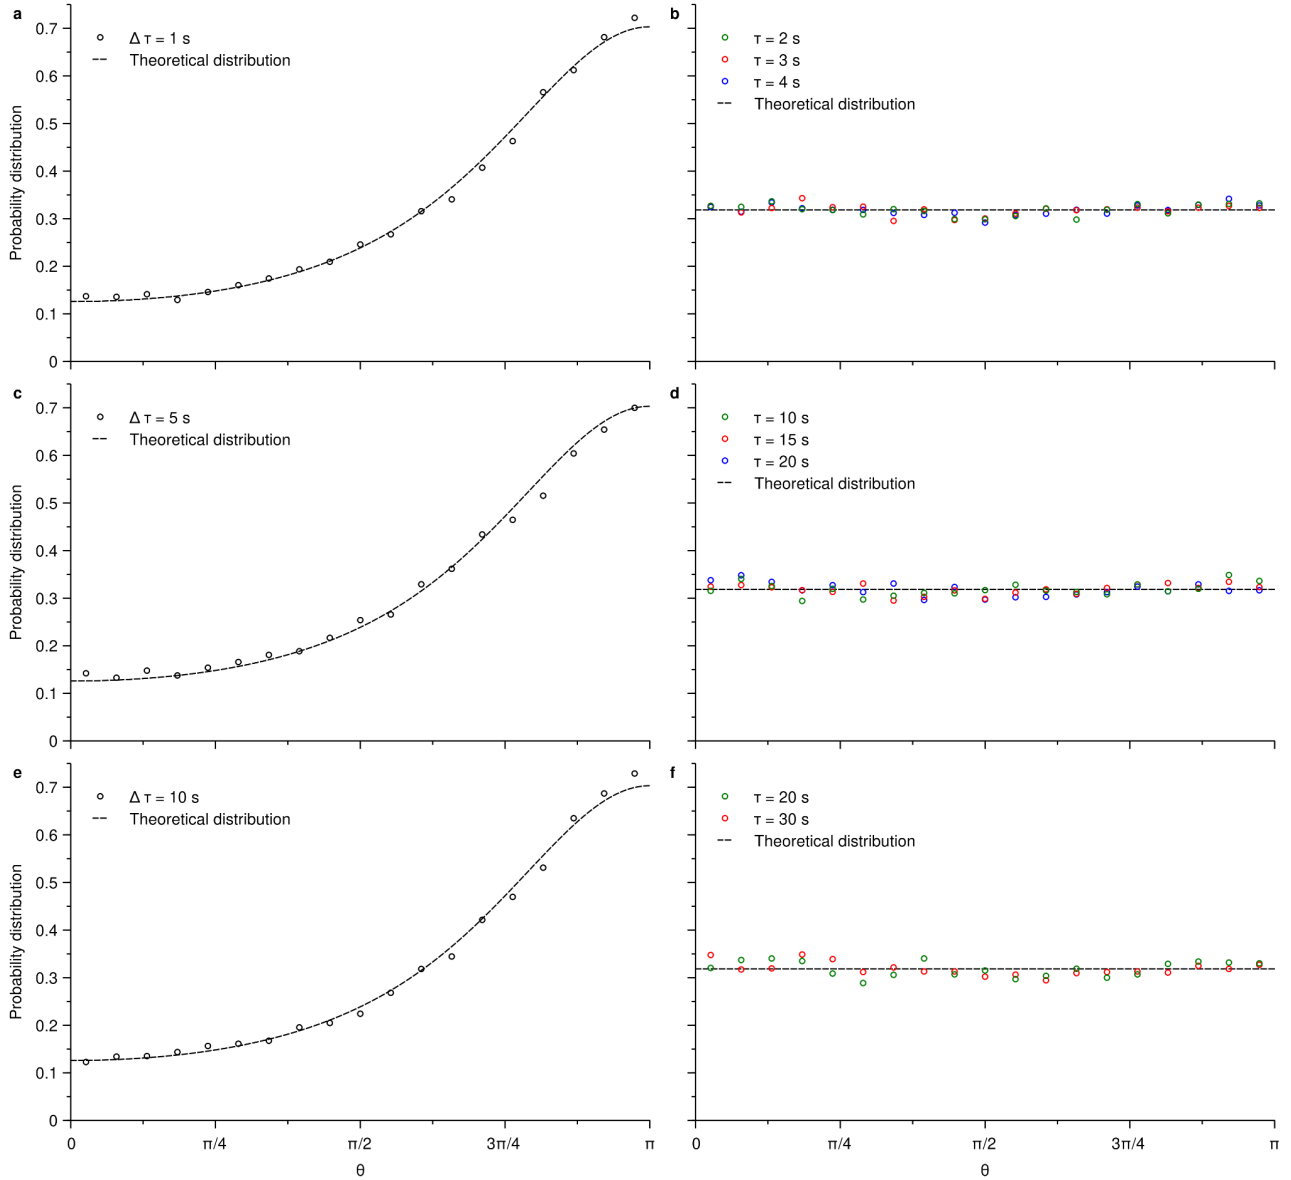 a
Δ τ = 1 s
Theoretical distribution
Probability distribution
0.7
0.6
0.5
0.4
0.3
0.2
0.1
0
b
τ = 2 s
τ = 3 s
τ = 4 s
Theoretical distribution
c
Δ τ = 5 s
Theoretical distribution
Probability distribution
0.7
0.6
0.5
0.4
0.3
0.2
0.1
0
d
τ = 10 s
τ = 15 s
τ = 20 s
Theoretical distribution
e
Δ τ = 10 s
Theoretical distribution
Probability distribution
0.7
0.6
0.5
0.4
0.3
0.2
0.1
0
0 π/4 π/2 3π/4 π
θ
f
τ = 20 s
τ = 30 s
Theoretical distribution
0 π/4 π/2 3π/4 π
θ